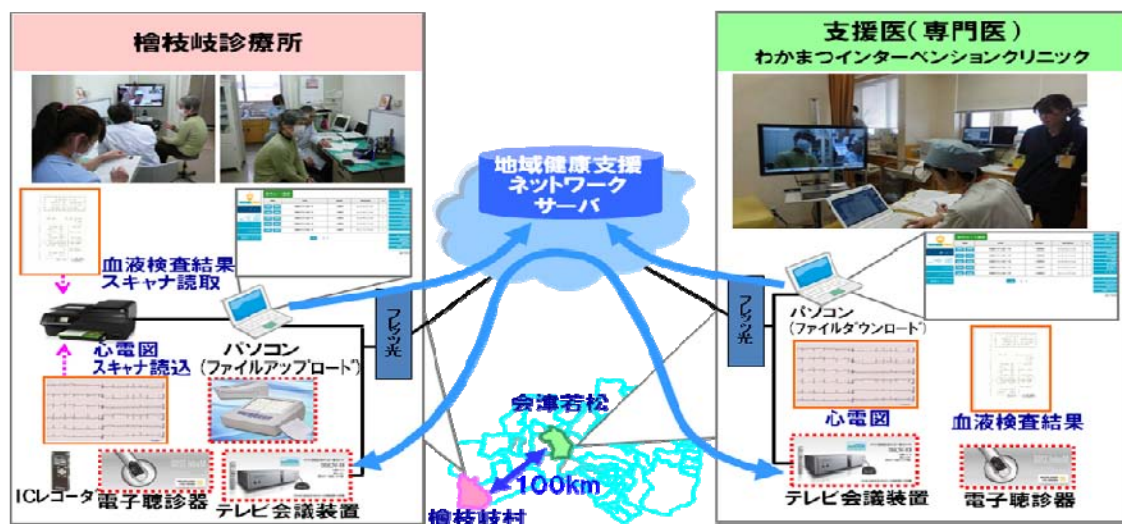 檜枝岐診療所
血液検査結果
スキャナ読取
心電図
スキャナ読込
パソコン
(ファイルアップロード)
フレッツ光
ICレコーダ
電子聴診器
テレビ会議装置
地域健康支援
ネットワーク
サーバ
会津若松
100km
檜枝岐村
支援医(専門医)
わかまつインターベンションクリニック
フレッツ光
パソコン
(ファイルダウンロード)
心電図
血液検査結果
テレビ会議装置
電子聴診器